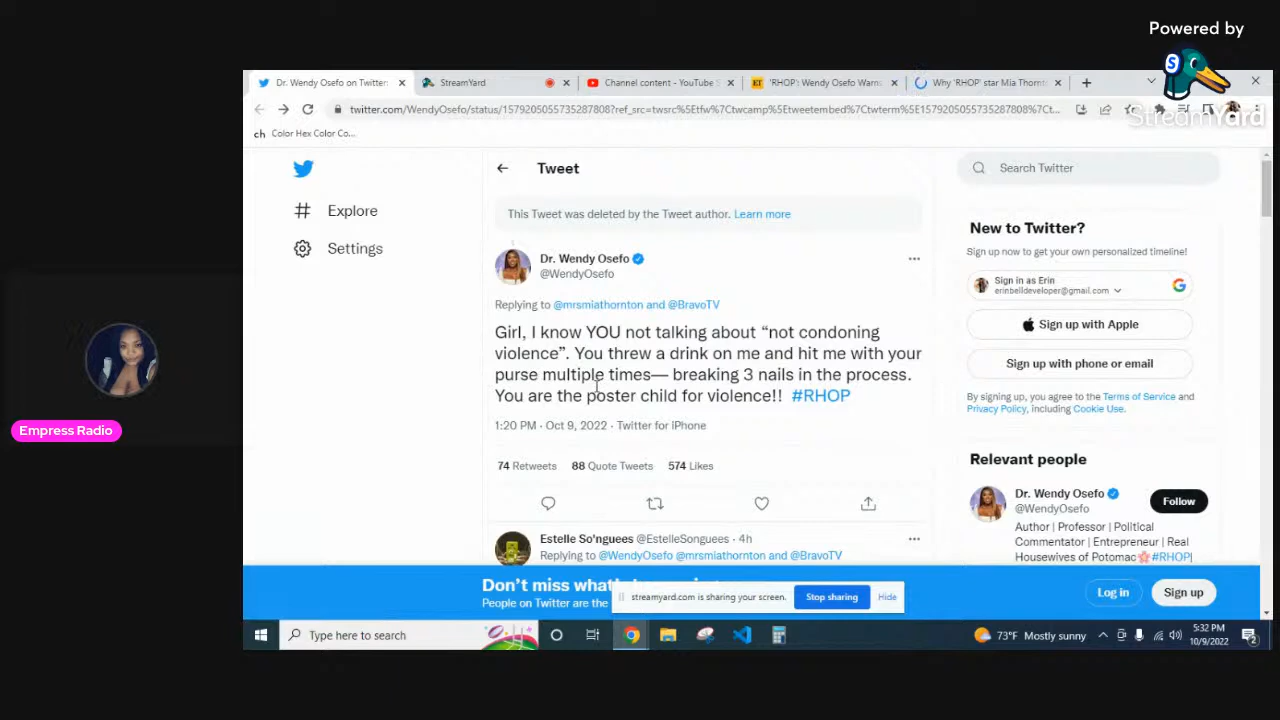 Powered by
StreamYard
Dr. Wendy Osefo on Twitter:
StreamYard
Channel content - YouTube S
'RHOP': Wendy Osefo Warns
Why 'RHOP' star Mia Thornt
twitter.com/WendyOsefo/status/1579205055735287808?ref_src=twsrc%5Etfw%7Ctwcamp%5Etweetembed%7Ctwterm%5E1579205055735287808%7Ct...
ch Color Hex Color Co...
Tweet
Search Twitter
Explore
Settings
This Tweet was deleted by the Tweet author. Learn more
Dr. Wendy Osefo
@WendyOsefo
Replying to @mrsmiathornton and @BravoTV
Girl, I know YOU not talking about “not condoning
violence”. You threw a drink on me and hit me with your
purse multiple times— breaking 3 nails in the process.
You are the poster child for violence!! #RHOP
1:20 PM · Oct 9, 2022 · Twitter for iPhone
74 Retweets 88 Quote Tweets 574 Likes
Estelle So'nguees @EstelleSonguees · 4h
Replying to @WendyOsefo @mrsmiathornton and @BravoTV
New to Twitter?
Sign up now to get your own personalized timeline!
Sign in as Erin
erinbelldeveloper@gmail.com
Sign up with Apple
Sign up with phone or email
By signing up, you agree to the Terms of Service and
Privacy Policy, including Cookie Use.
Relevant people
Dr. Wendy Osefo
@WendyOsefo
Follow
Author | Professor | Political
Commentator | Entrepreneur | Real
Housewives of Potomac🌸#RHOP|
Empress Radio
Don’t miss what
People on Twitter are the
streamyard.com is sharing your screen.
Stop sharing
Hide
Log in
Sign up
Type here to search
73°F Mostly sunny
5:32 PM
10/9/2022
2